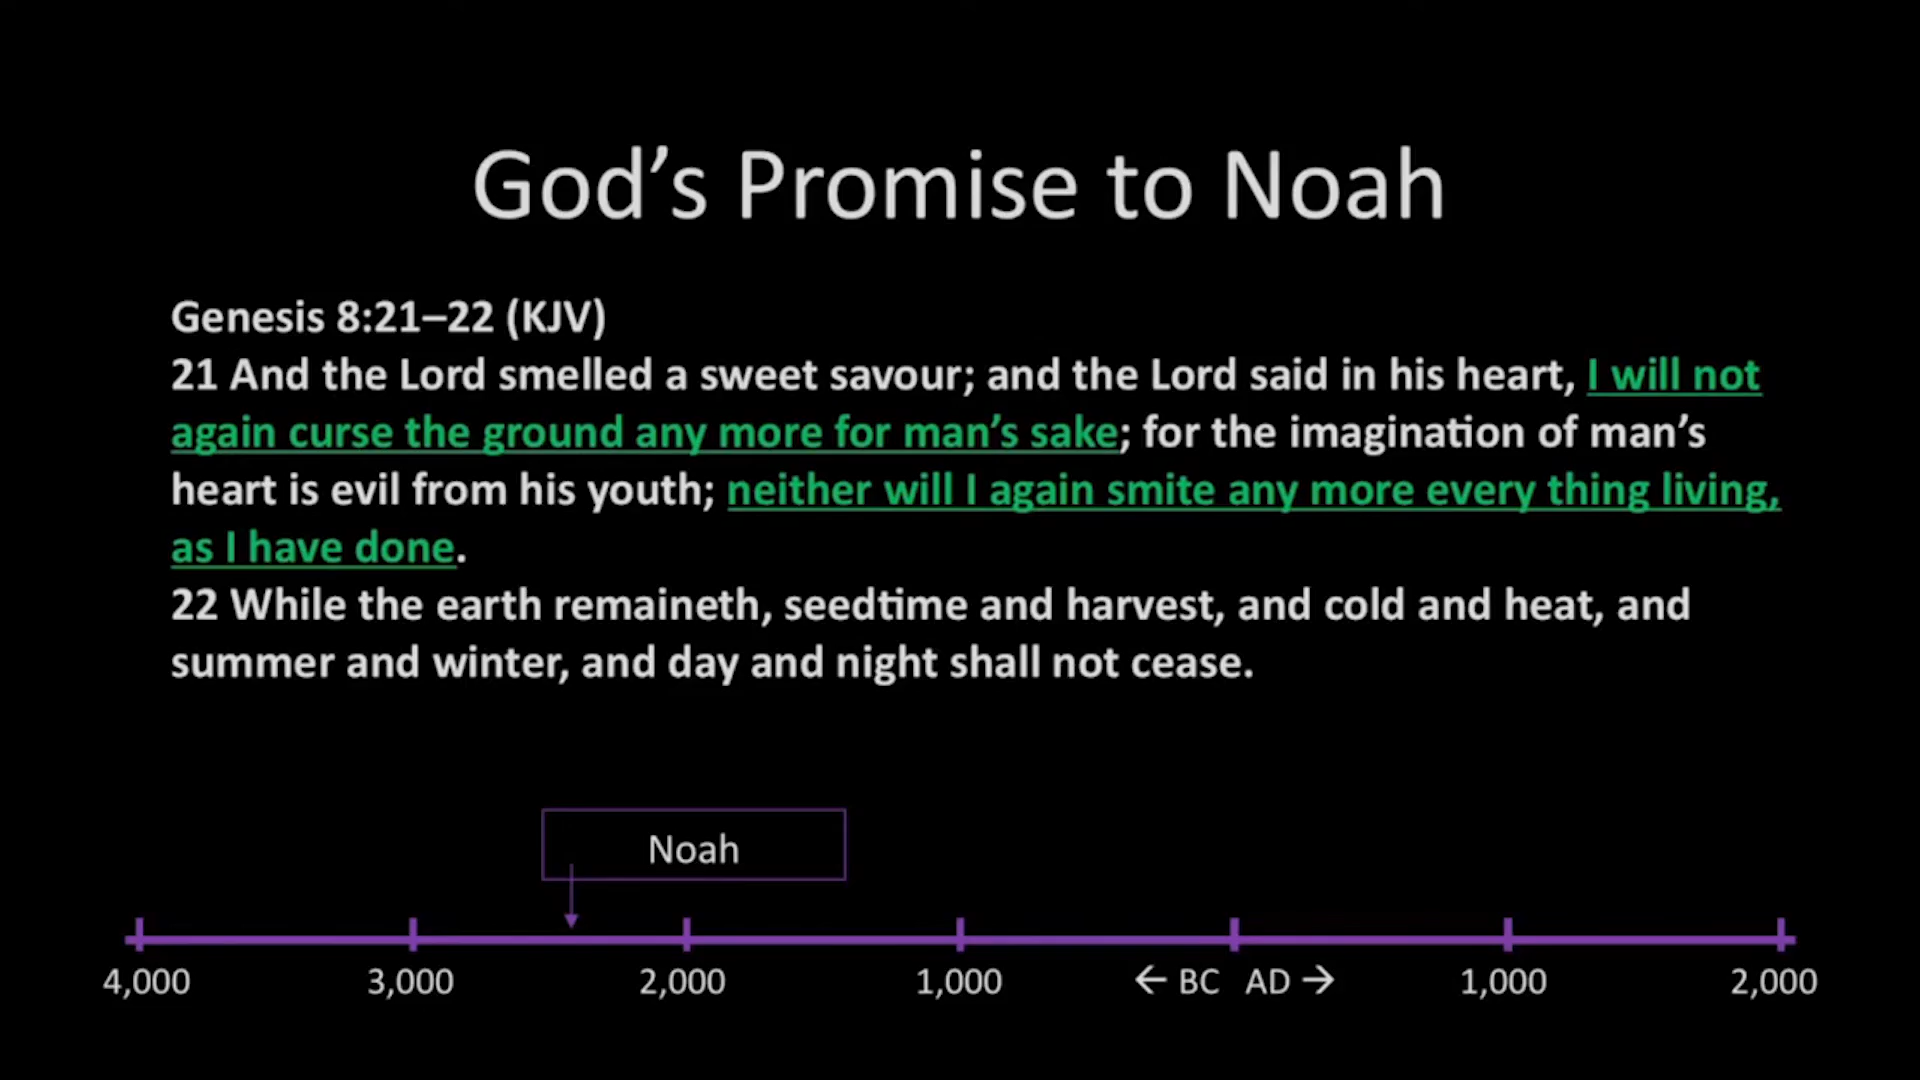 God’s Promise to Noah
Genesis 8:21–22 (KJV)
21 And the Lord smelled a sweet savour; and the Lord said in his heart, I will not
again curse the ground any more for man’s sake; for the imagination of man’s
heart is evil from his youth; neither will I again smite any more every thing living,
as I have done.
22 While the earth remaineth, seedtime and harvest, and cold and heat, and
summer and winter, and day and night shall not cease.
Noah
4,000 3,000 2,000 1,000 ← BC AD → 1,000 2,000